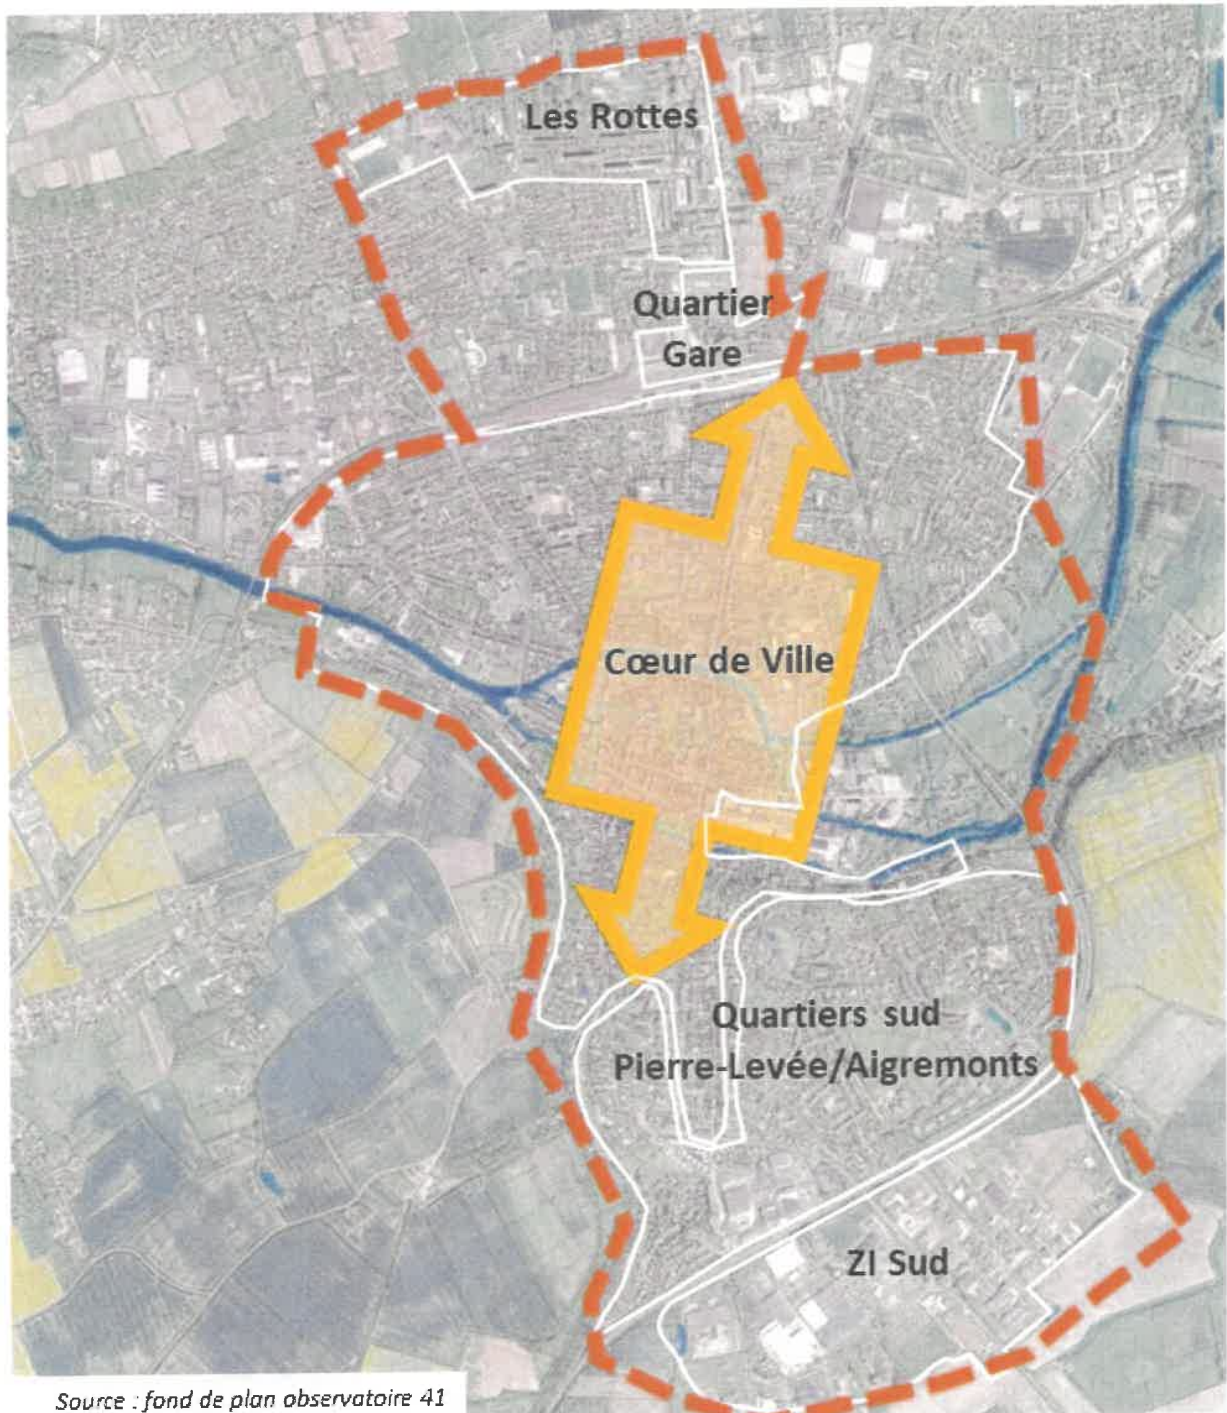 Les Rottes
Quartier
Gare
Cœur de Ville
Quartiers sud
Pierre-Levée/Aigremonts
ZI Sud
Source : fond de plan observatoire 41